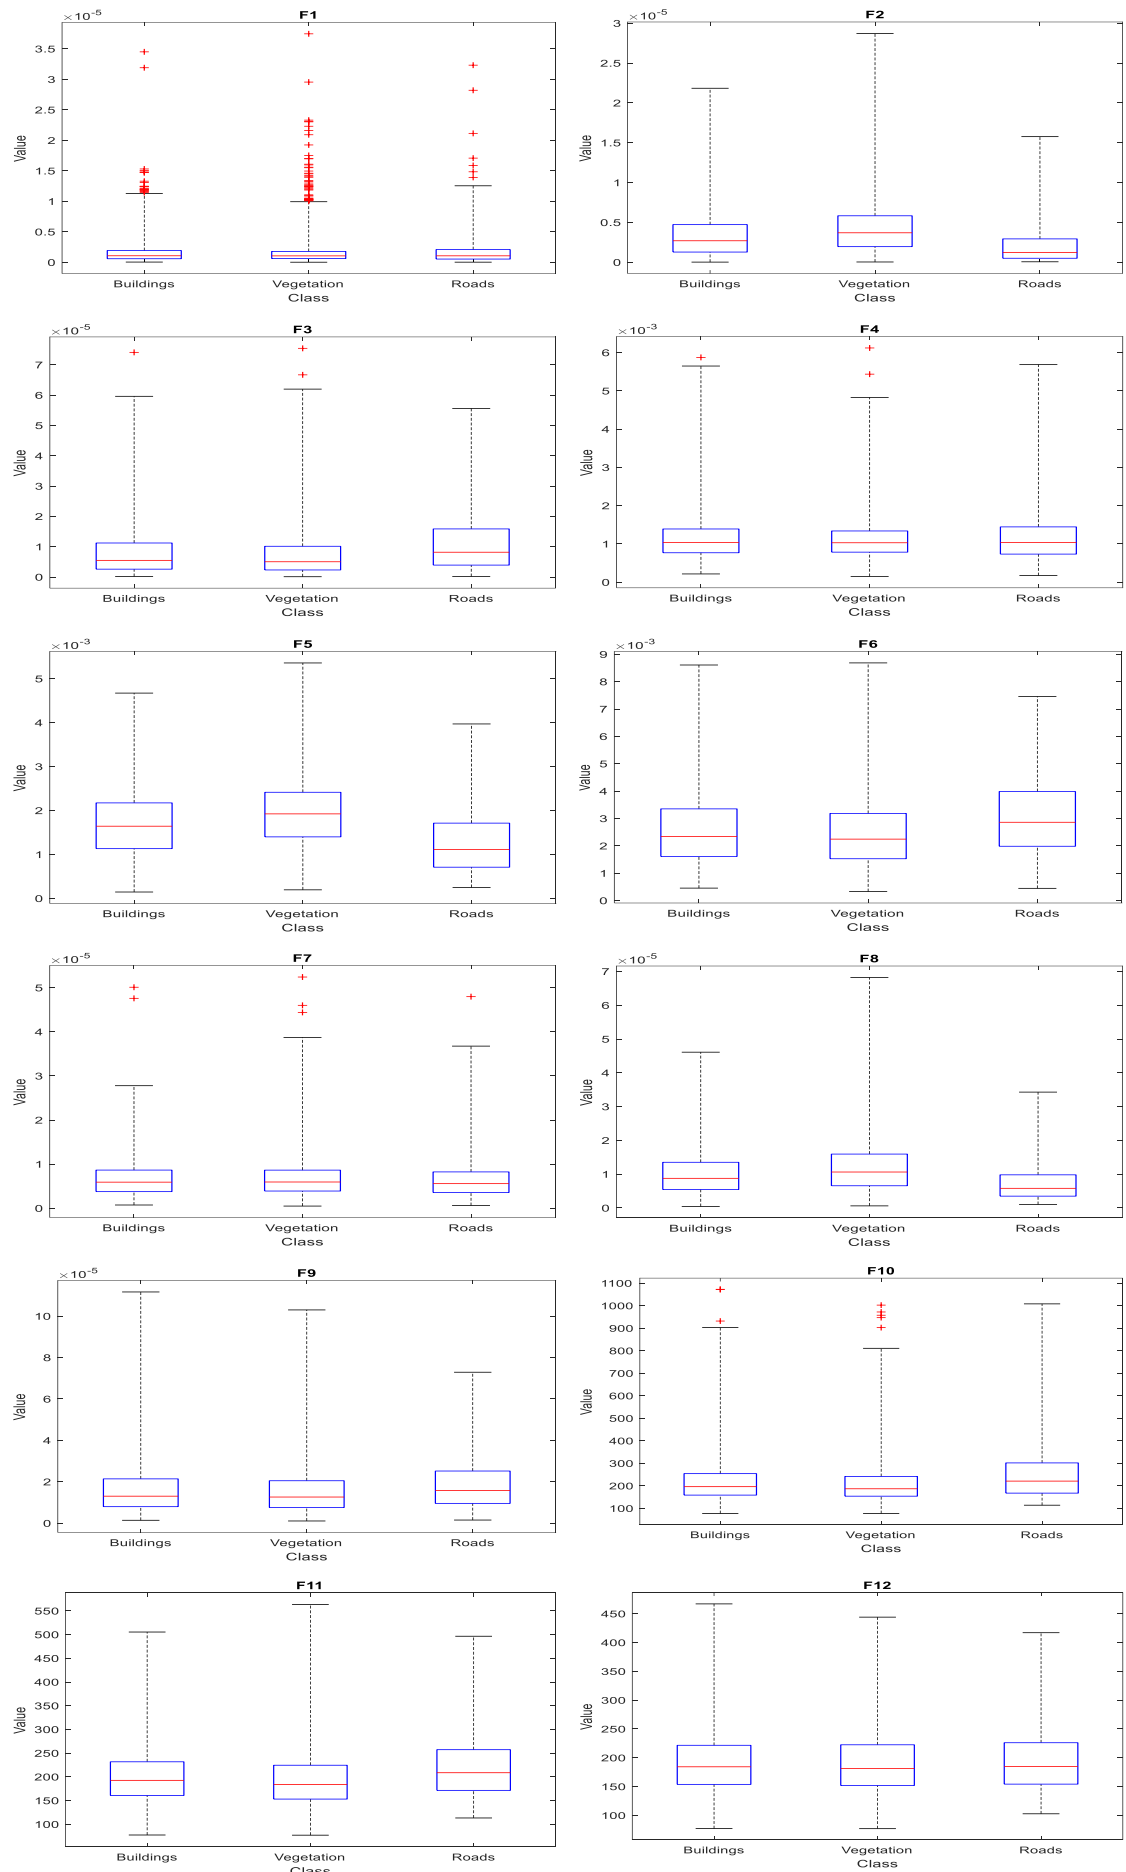 F1
×10-5
3.5
3
2.5
2
1.5
1
0.5
0
Value
Buildings Vegetation Roads
Class
F2
×10-5
3
2.5
2
1.5
1
0.5
0
Value
Buildings Vegetation Roads
Class
F3
×10-5
7
6
5
4
3
2
1
0
Value
Buildings Vegetation Roads
Class
F4
×10-3
6
5
4
3
2
1
0
Value
Buildings Vegetation Roads
Class
F5
×10-3
5
4
3
2
1
0
Value
Buildings Vegetation Roads
Class
F6
×10-3
9
8
7
6
5
4
3
2
1
0
Value
Buildings Vegetation Roads
Class
F7
×10-5
5
4
3
2
1
0
Value
Buildings Vegetation Roads
Class
F8
×10-5
7
6
5
4
3
2
1
0
Value
Buildings Vegetation Roads
Class
F9
×10-5
10
8
6
4
2
0
Value
Buildings Vegetation Roads
Class
F10
1100
1000
900
800
700
600
500
400
300
200
100
Value
Buildings Vegetation Roads
Class
F11
550
500
450
400
350
300
250
200
150
100
Value
Buildings Vegetation Roads
Class
F12
450
400
350
300
250
200
150
100
Value
Buildings Vegetation Roads
Class